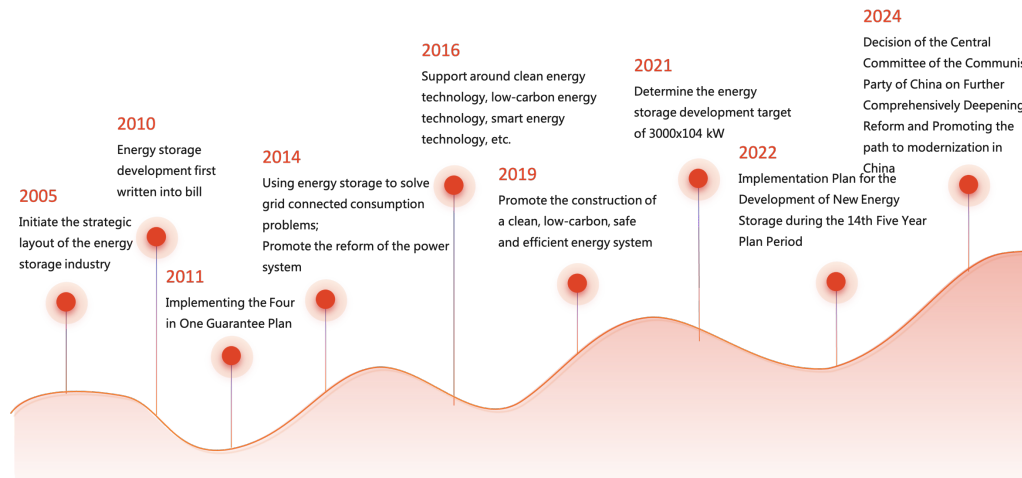 2005
Initiate the strategic
layout of the energy
storage industry
2010
Energy storage
development first
written into bill
2011
Implementing the Four
in One Guarantee Plan
2014
Using energy storage to solve
grid connected consumption
problems;
Promote the reform of the power
system
2016
Support around clean energy
technology, low-carbon energy
technology, smart energy
technology, etc.
2019
Promote the construction of
a clean, low-carbon, safe
and efficient energy system
2021
Determine the energy
storage development target
of 3000x104 kW
2022
Implementation Plan for the
Development of New Energy
Storage during the 14th Five Year
Plan Period
2024
Decision of the Central
Committee of the Communis
Party of China on Further
Comprehensively Deepening
Reform and Promoting the
path to modernization in
China